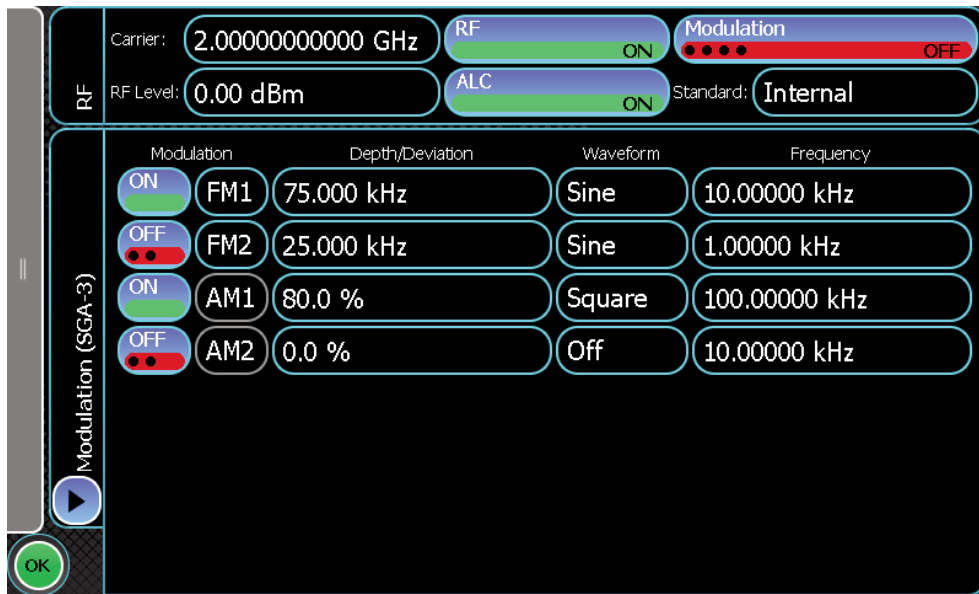 Carrier: 2.00000000000 GHz RF ON Modulation OFF
RF Level: 0.00 dBm ALC ON Standard: Internal
RF
Modulation Depth/Deviation Waveform Frequency
ON FM1 75.000 kHz Sine 10.00000 kHz
OFF FM2 25.000 kHz Sine 1.00000 kHz
ON AM1 80.0 % Square 100.00000 kHz
OFF AM2 0.0 % Off 10.00000 kHz
Modulation (SGA-3)
OK